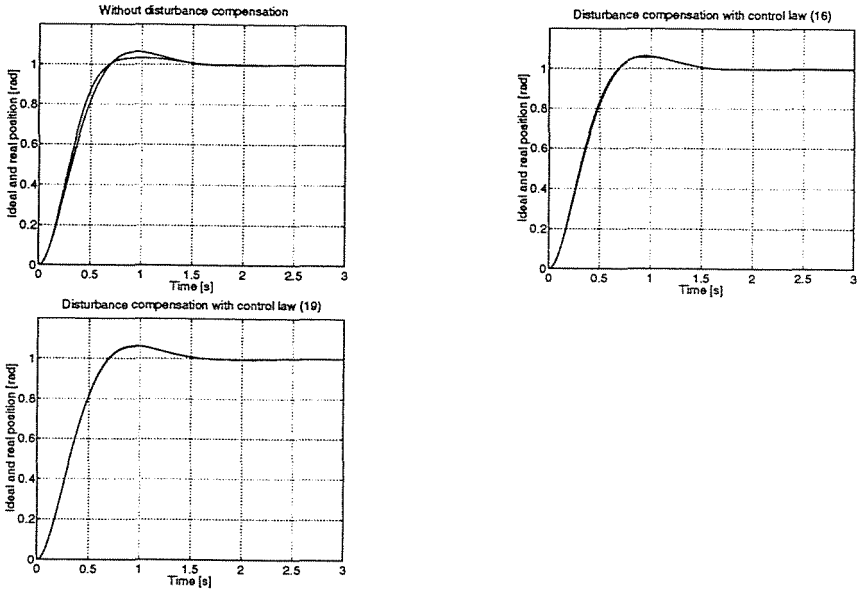 Without disturbance compensation
Ideal and real position [rad]
1
0.8
0.6
0.4
0.2
0
0 0.5 1 1.5 2 2.5 3
Time [s]
Disturbance compensation with control law (16)
Ideal and real position [rad]
1
0.8
0.6
0.4
0.2
0
0 0.5 1 1.5 2 2.5 3
Time [s]
Disturbance compensation with control law (19)
Ideal and real position [rad]
1
0.8
0.6
0.4
0.2
0
0 0.5 1 1.5 2 2.5 3
Time [s]